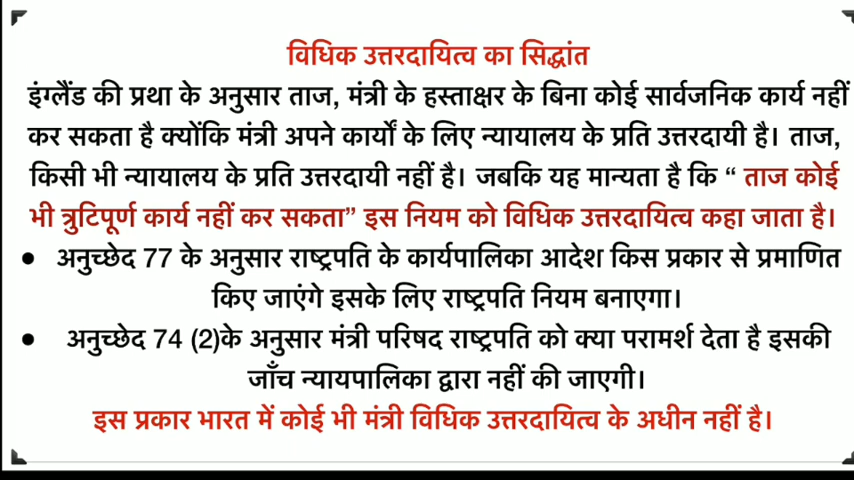 विधिक उत्तरदायित्व का सिद्धांत
इंग्लैंड की प्रथा के अनुसार ताज, मंत्री के हस्ताक्षर के बिना कोई सार्वजनिक कार्य नहीं
कर सकता है क्योंकि मंत्री अपने कार्यों के लिए न्यायालय के प्रति उत्तरदायी है। ताज,
किसी भी न्यायालय के प्रति उत्तरदायी नहीं है। जबकि यह मान्यता है कि “ ताज कोई
भी त्रुटिपूर्ण कार्य नहीं कर सकता” इस नियम को विधिक उत्तरदायित्व कहा जाता है।
● अनुच्छेद 77 के अनुसार राष्ट्रपति के कार्यपालिका आदेश किस प्रकार से प्रमाणित
किए जाएंगे इसके लिए राष्ट्रपति नियम बनाएगा।
● अनुच्छेद 74 (2)के अनुसार मंत्री परिषद राष्ट्रपति को क्या परामर्श देता है इसकी
जाँच न्यायपालिका द्वारा नहीं की जाएगी।
इस प्रकार भारत में कोई भी मंत्री विधिक उत्तरदायित्व के अधीन नहीं है।